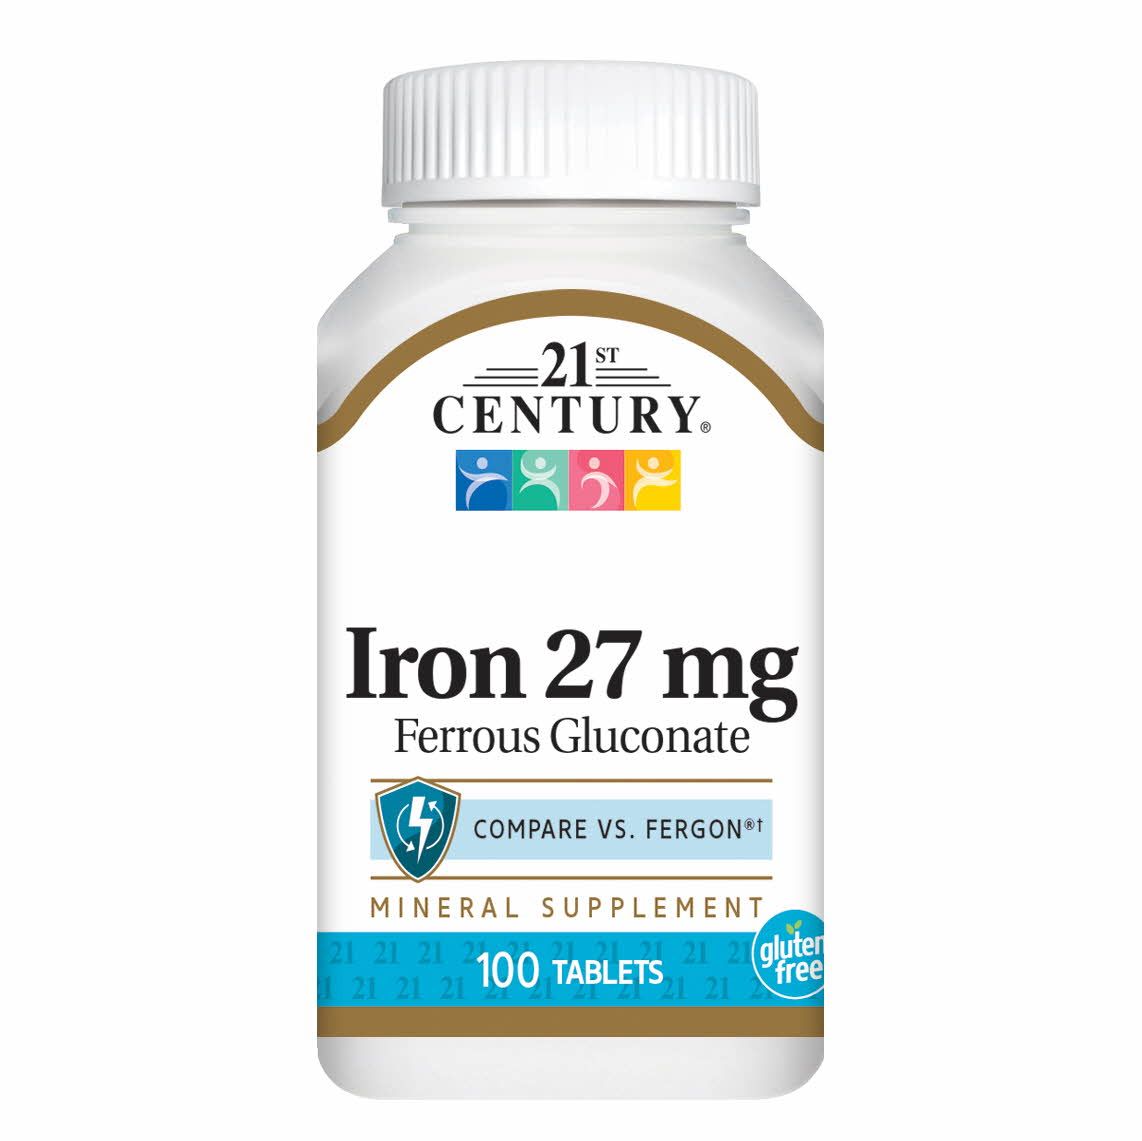 21ST
CENTURY®
Iron 27 mg
Ferrous Gluconate
COMPARE VS. FERGON®†
MINERAL SUPPLEMENT
100 TABLETS
gluten
free